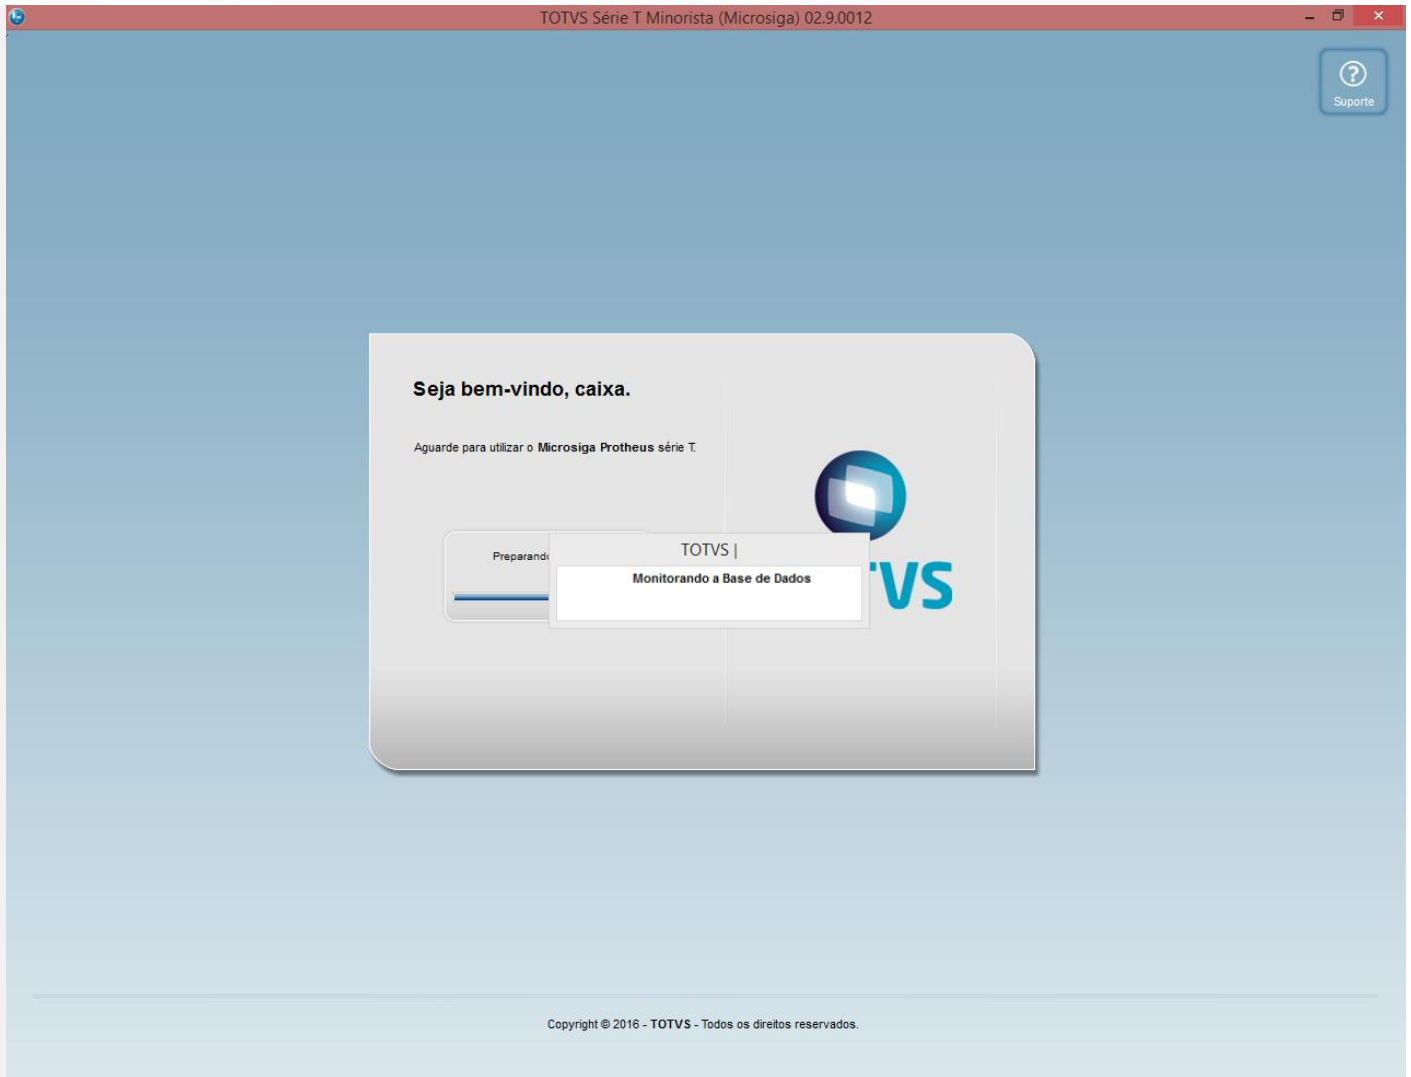 TOTVS Série T Minorista (Microsiga) 02.9.0012
Suporte
Seja bem-vindo, caixa.
Aguarde para utilizar o Microsiga Protheus série T.
TOTVS |
Monitorando a Base de Dados
VS
Copyright © 2016 - TOTVS - Todos os direitos reservados.